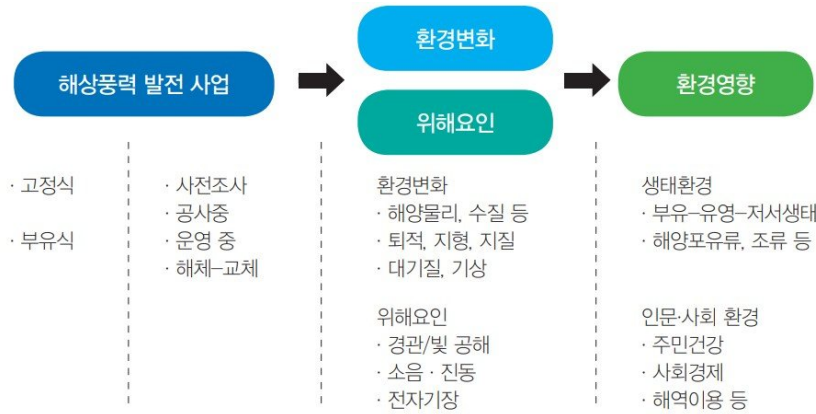 해상풍력 발전 사업
환경변화
위해요인
환경영향
· 고정식
· 부유식
· 사전조사
· 공사중
· 운영 중
· 해체–교체
환경변화
· 해양물리, 수질 등
· 퇴적, 지형, 지질
· 대기질, 기상
위해요인
· 경관/빛 공해
· 소음 · 진동
· 전자기장
생태환경
· 부유–유영–저서생태
· 해양포유류, 조류 등
인문·사회 환경
· 주민건강
· 사회경제
· 해역이용 등